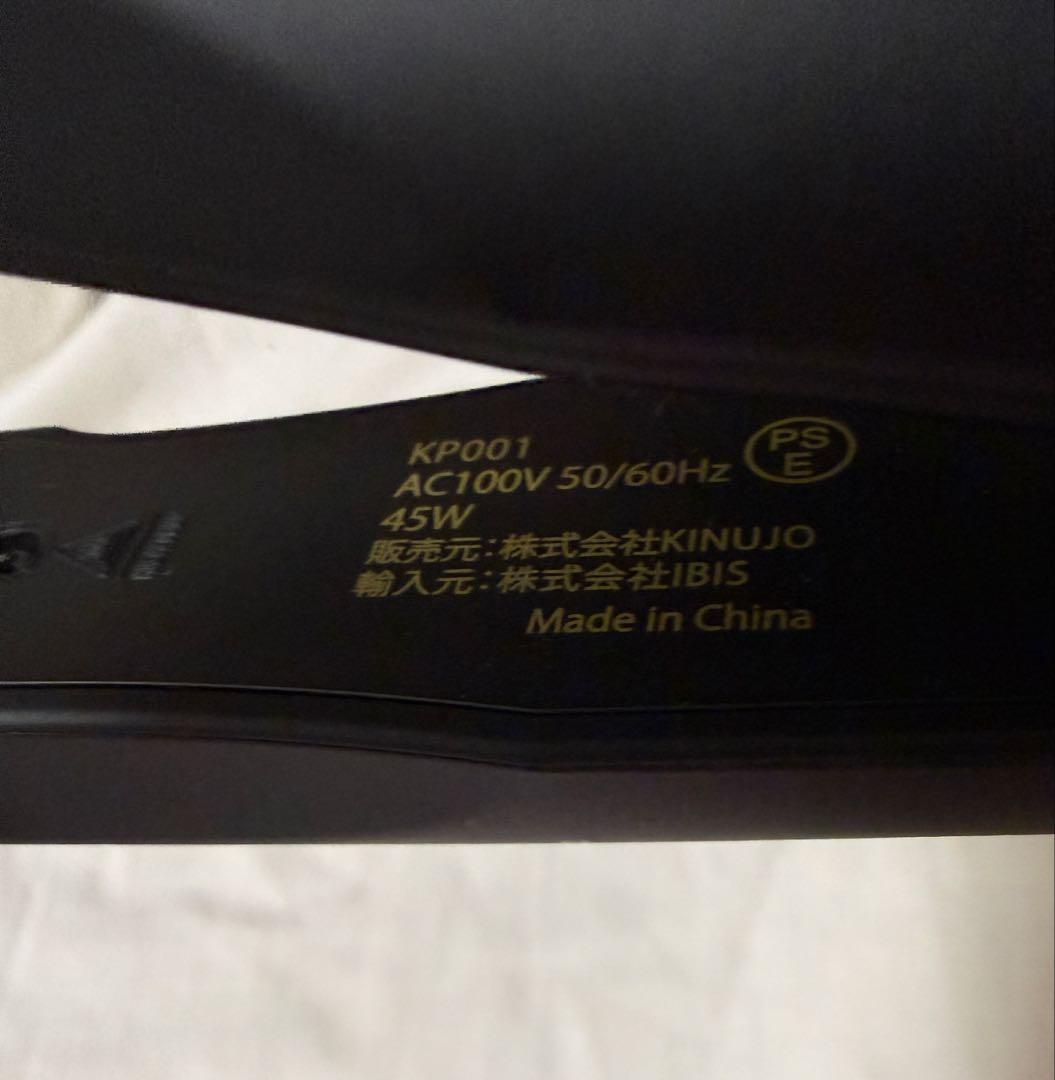 KP001
AC100V 50/60Hz
PS
E
45W
販売元:株式会社KINUJO
輸入元:株式会社IBIS
Made in China